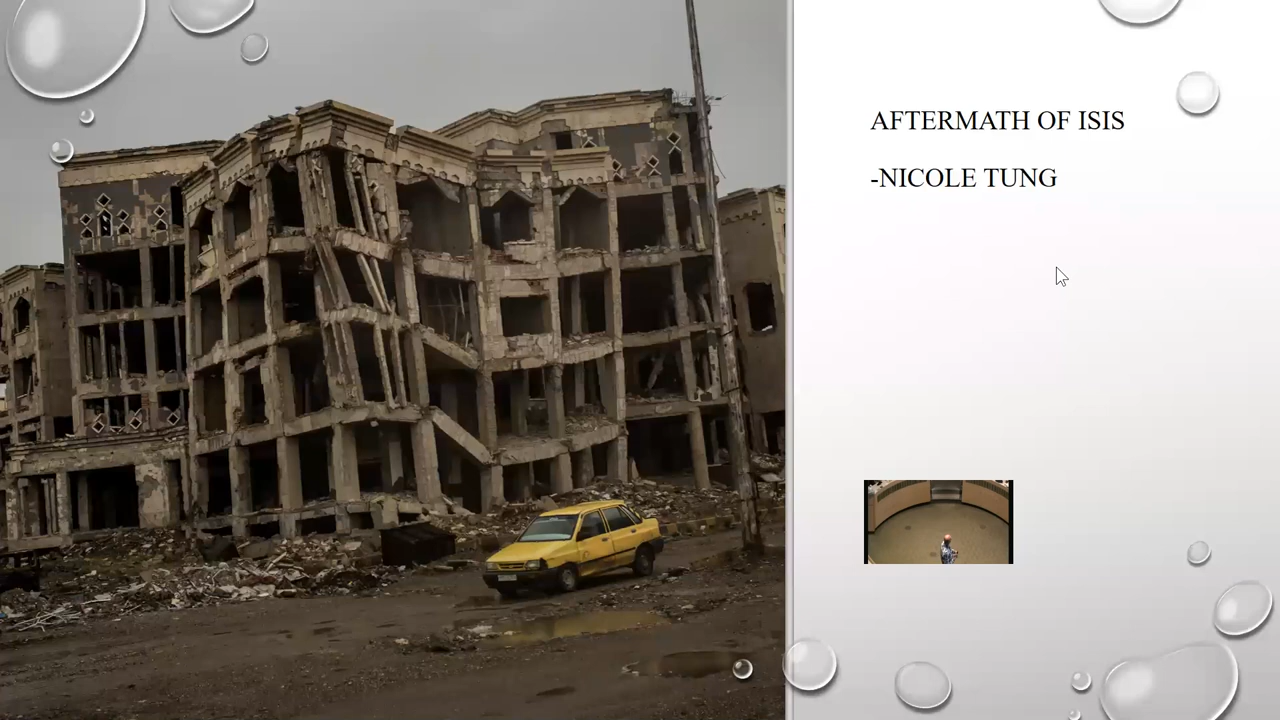 AFTERMATH OF ISIS
-NICOLE TUNG